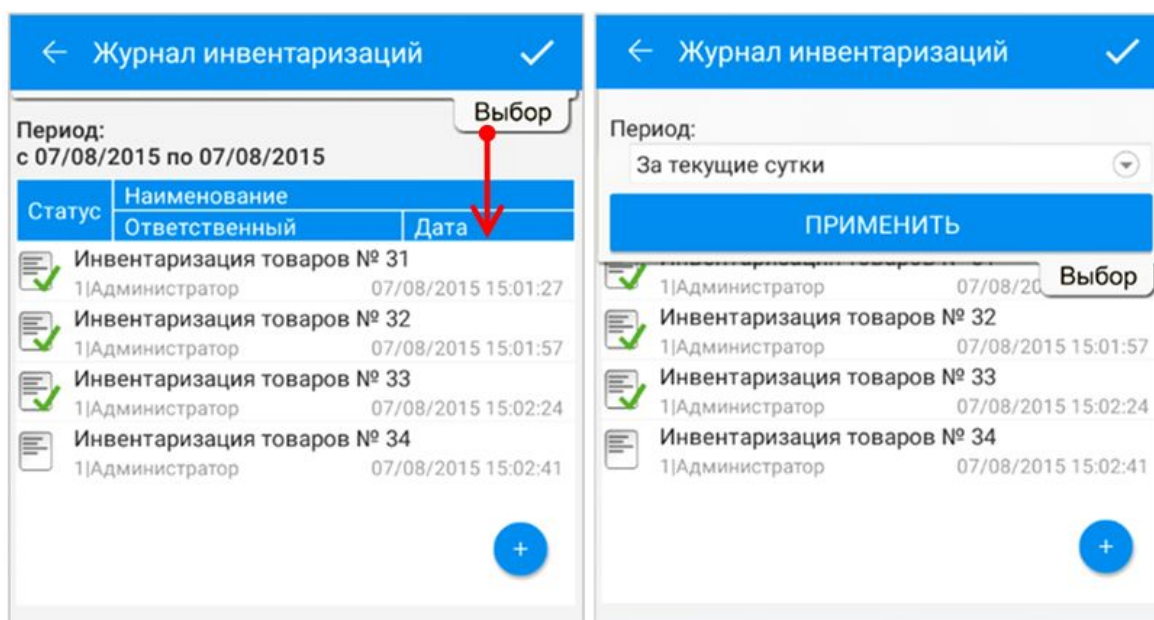 Журнал инвентаризаций
Выбор
Период:
с 07/08/2015 по 07/08/2015
Статус
Наименование
Ответственный
Дата
Инвентаризация товаров № 31
1|Администратор 07/08/2015 15:01:27
Инвентаризация товаров № 32
1|Администратор 07/08/2015 15:01:57
Инвентаризация товаров № 33
1|Администратор 07/08/2015 15:02:24
Инвентаризация товаров № 34
1|Администратор 07/08/2015 15:02:41
+
Журнал инвентаризаций
Период:
За текущие сутки
ПРИМЕНИТЬ
Выбор
1|Администратор 07/08/20
Инвентаризация товаров № 32
1|Администратор 07/08/2015 15:01:57
Инвентаризация товаров № 33
1|Администратор 07/08/2015 15:02:24
Инвентаризация товаров № 34
1|Администратор 07/08/2015 15:02:41
+